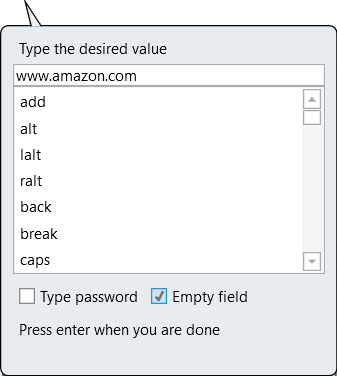 Type the desired value
www.amazon.com
add
alt
lalt
ralt
back
break
caps
Type password Empty field
Press enter when you are done